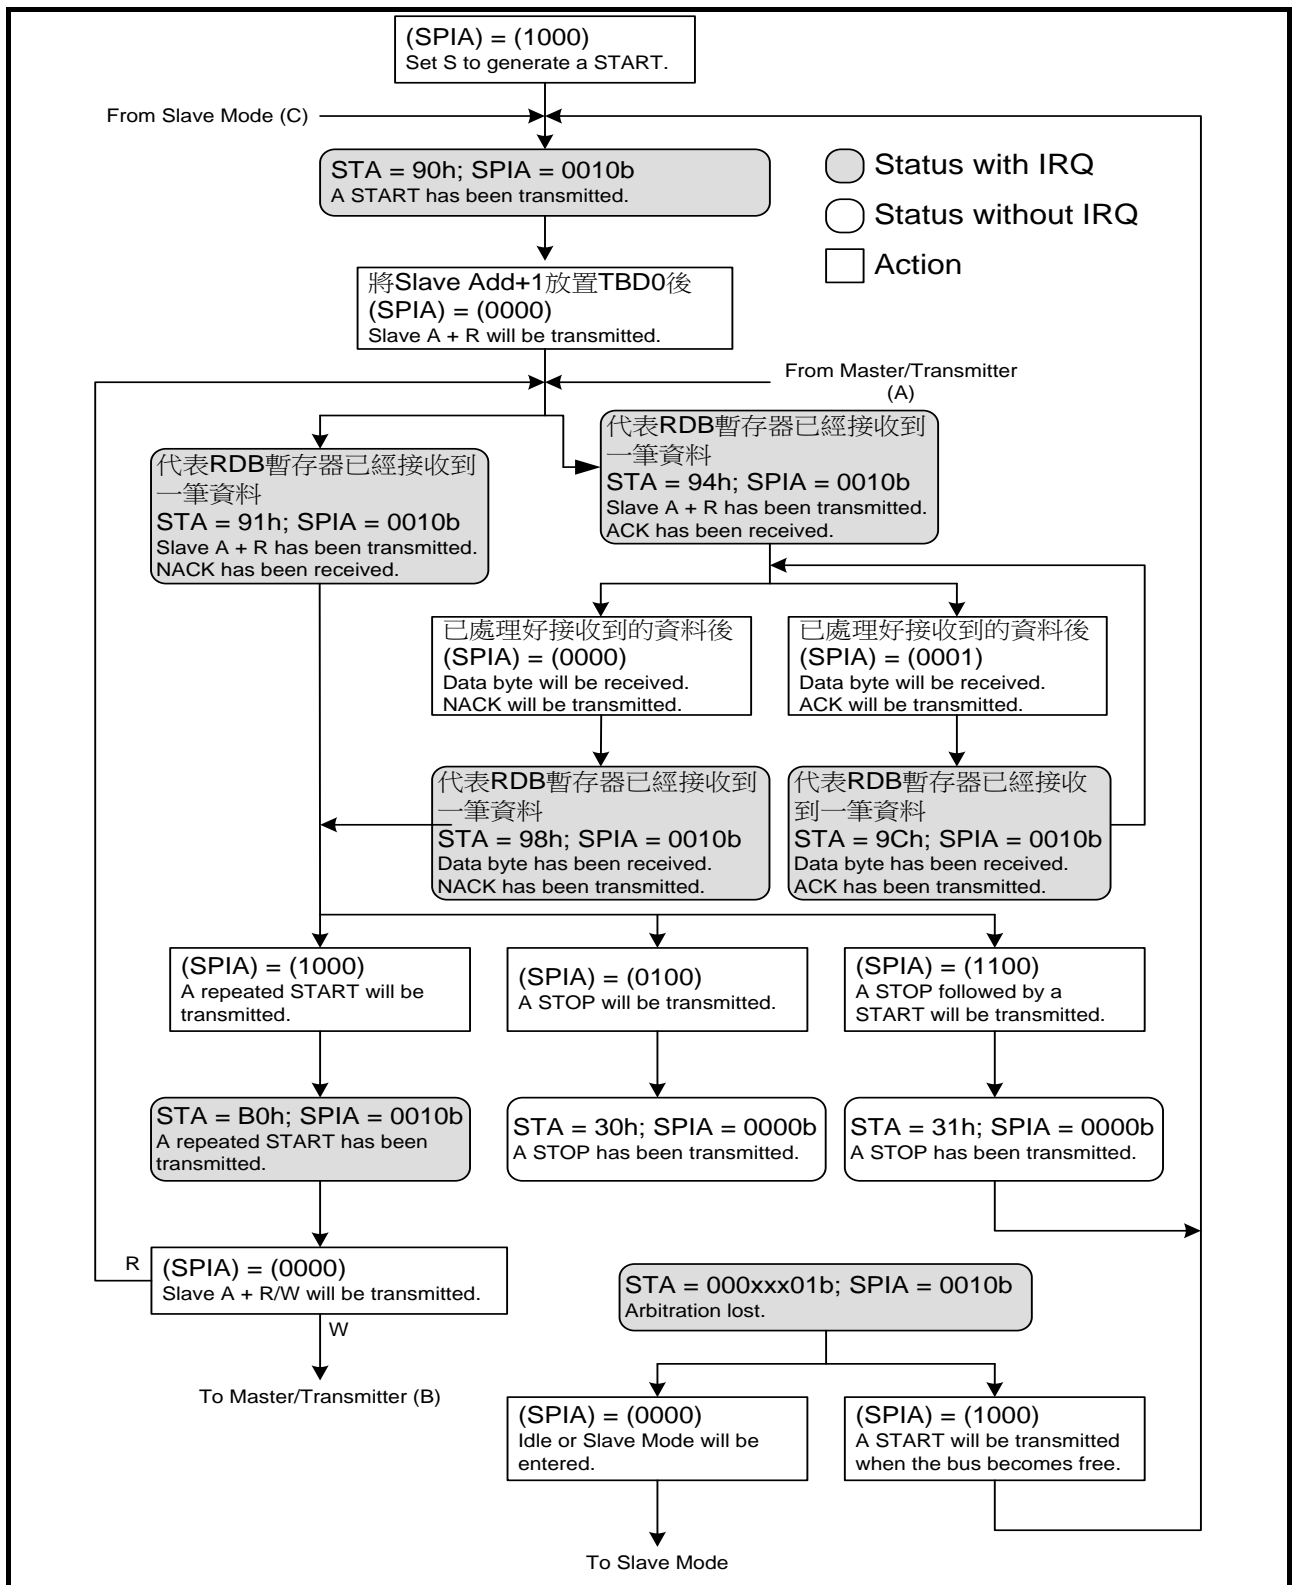 (SPIA) = (1000)
Set S to generate a START.
From Slave Mode (C)
STA = 90h; SPIA = 0010b
A START has been transmitted.
Status with IRQ
Status without IRQ
Action
將Slave Add+1放置TBD0後
(SPIA) = (0000)
Slave A + R will be transmitted.
From Master/Transmitter
(A)
代表RDB暫存器已經接收到
一筆資料
STA = 91h; SPIA = 0010b
Slave A + R has been transmitted.
NACK has been received.
代表RDB暫存器已經接收到
一筆資料
STA = 94h; SPIA = 0010b
Slave A + R has been transmitted.
ACK has been received.
已處理好接收到的資料後
(SPIA) = (0000)
Data byte will be received.
NACK will be transmitted.
已處理好接收到的資料後
(SPIA) = (0001)
Data byte will be received.
ACK will be transmitted.
代表RDB暫存器已經接收到
一筆資料
STA = 98h; SPIA = 0010b
Data byte has been received.
NACK has been transmitted.
代表RDB暫存器已經接收
到一筆資料
STA = 9Ch; SPIA = 0010b
Data byte has been received.
ACK has been transmitted.
(SPIA) = (1000)
A repeated START will be
transmitted.
(SPIA) = (0100)
A STOP will be transmitted.
(SPIA) = (1100)
A STOP followed by a
START will be transmitted.
STA = B0h; SPIA = 0010b
A repeated START has been
transmitted.
STA = 30h; SPIA = 0000b
A STOP has been transmitted.
STA = 31h; SPIA = 0000b
A STOP has been transmitted.
R
(SPIA) = (0000)
Slave A + R/W will be transmitted.
W
To Master/Transmitter (B)
STA = 000xxx01b; SPIA = 0010b
Arbitration lost.
(SPIA) = (0000)
Idle or Slave Mode will be
entered.
(SPIA) = (1000)
A START will be transmitted
when the bus becomes free.
To Slave Mode